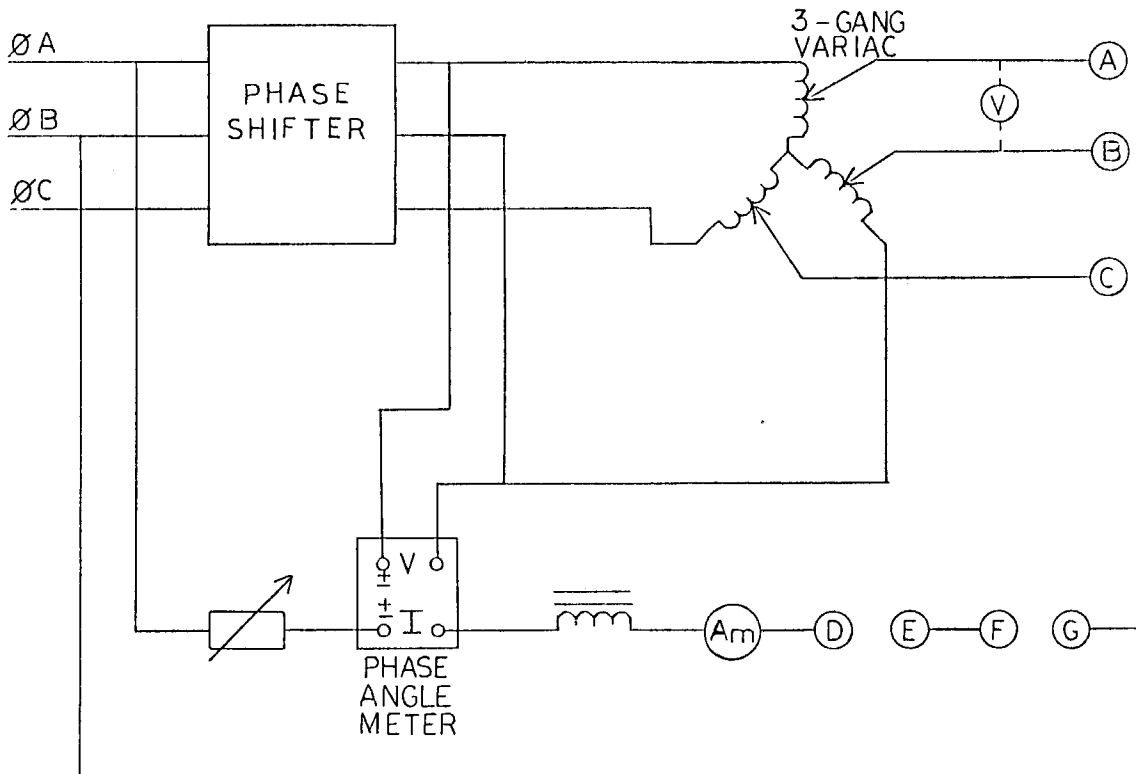 3-GANG
VARIAC
ØA
ØB
ØC
PHASE
SHIFTER
A
V
B
C
V
±
±
I
Am
D
E
F
G
PHASE
ANGLE
METER